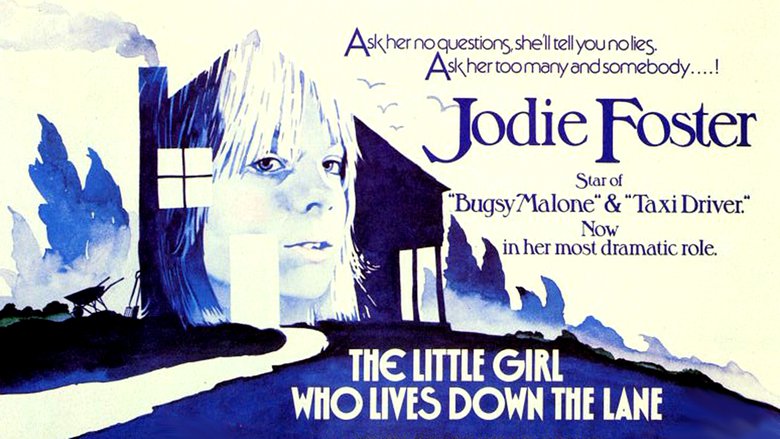 Ask her no questions, she'll tell you no lies.
Ask her too many and somebody....!
Jodie Foster
Star of
"Bugsy Malone" & "Taxi Driver."
Now
in her most dramatic role.
THE LITTLE GIRL
WHO LIVES DOWN THE LANE